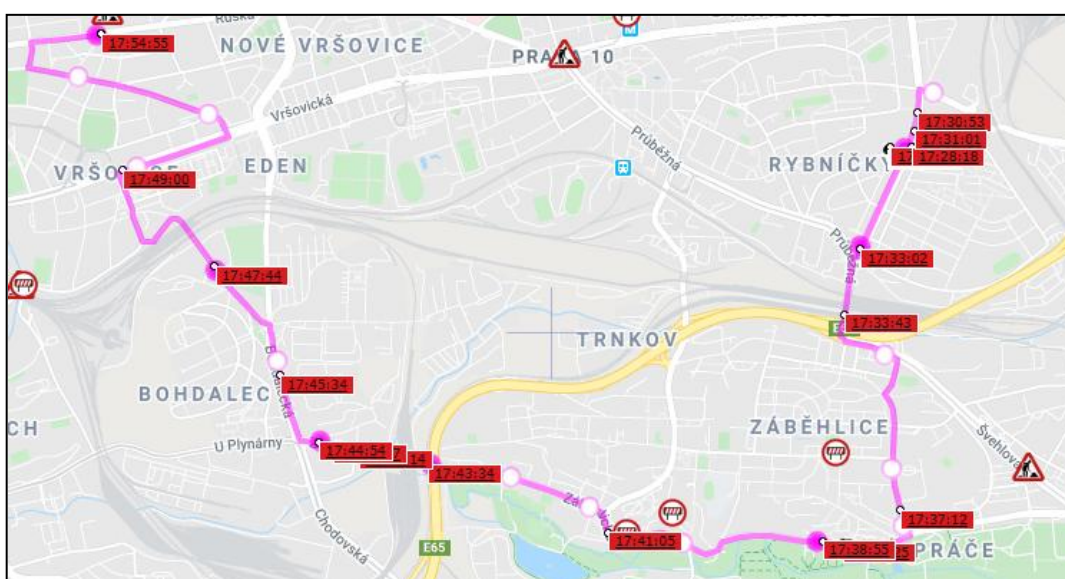 Ruská
17:54:55
NOVÉ VRŠOVICE
PRAHA 10
Vršovická
Průběžná
17:30:53
17:31:01
17:28:18
RYBNÍČKY
EDEN
17:49:00
Průběžná
17:33:02
17:47:44
17:33:43
TRNKOV
17:45:34
BOHDALEC
ZÁBĚHLICE
U Plynárny
Švehlova
17:44:54
17:43:34
Chodovská
17:37:12
17:41:05
E65
17:38:55
PRÁČE